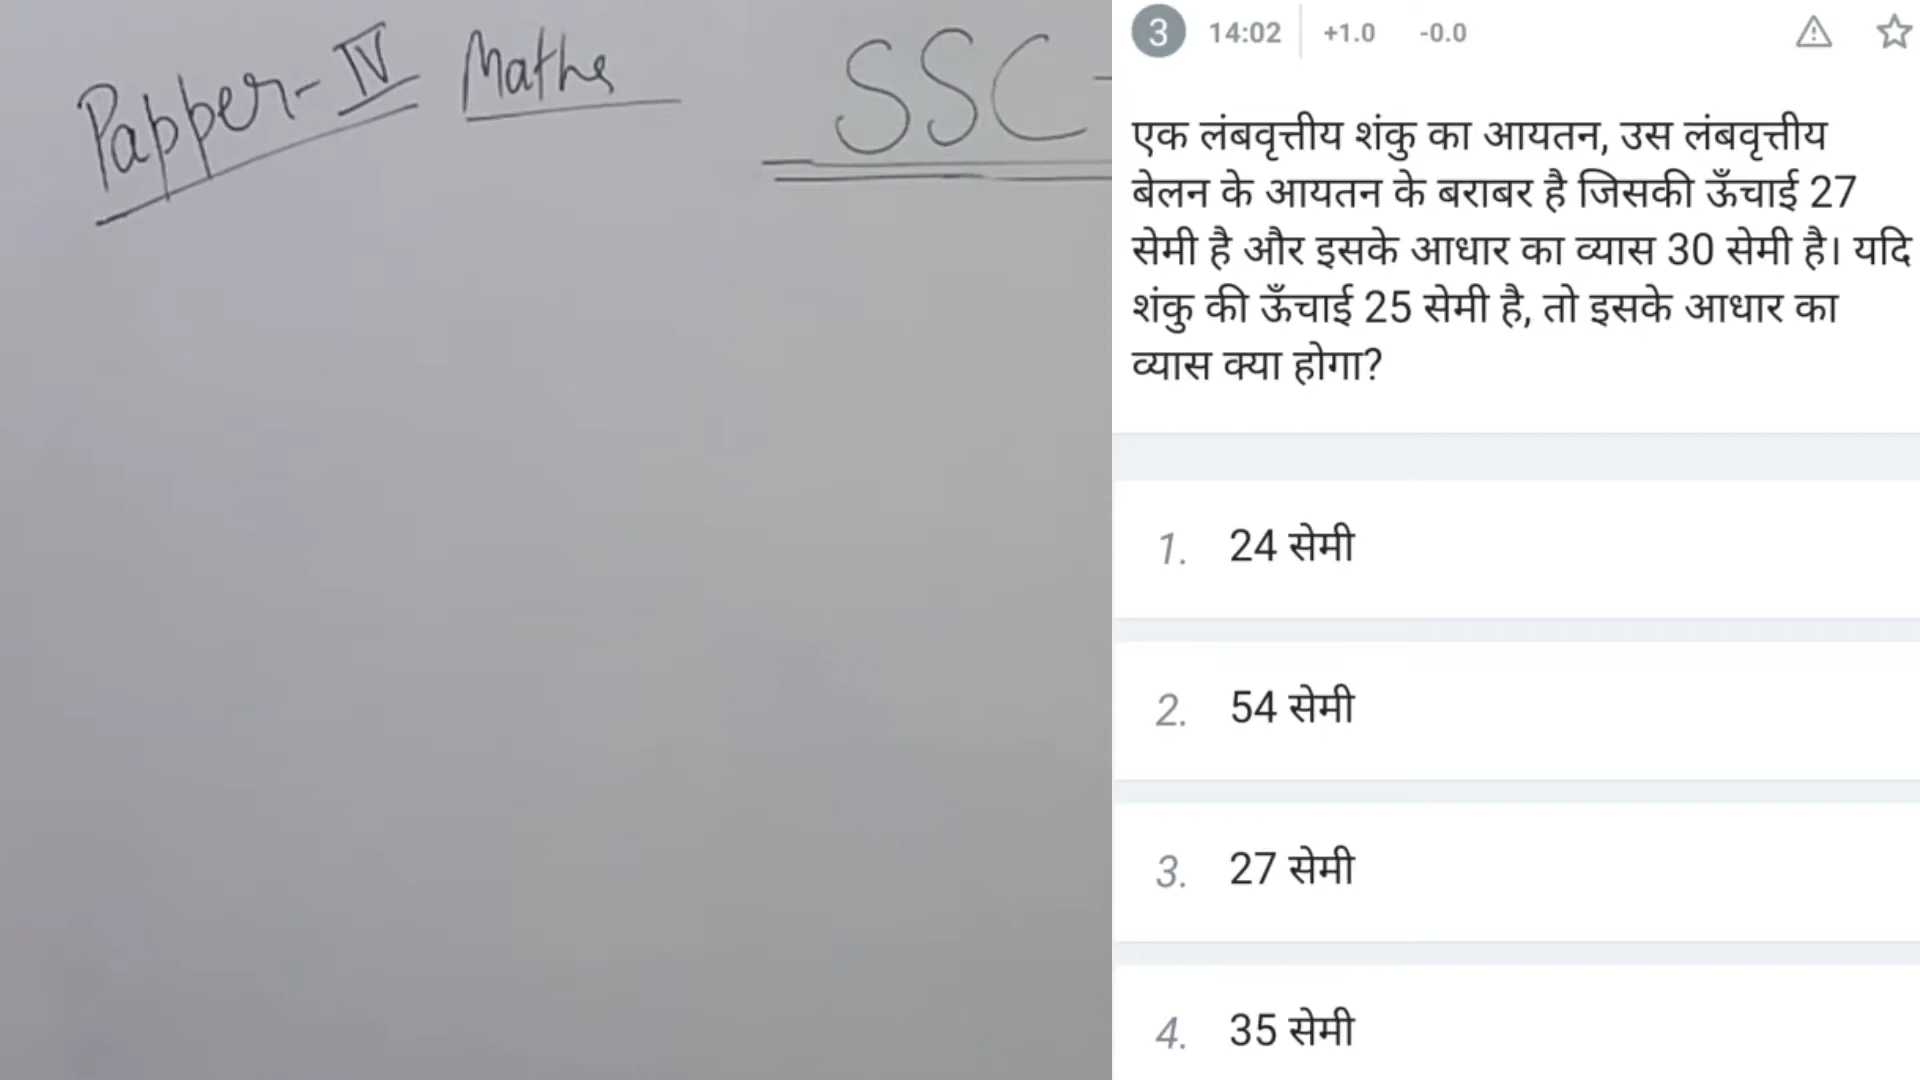 Papper-IV Maths SSC-
3 14:02 +1.0 -0.0
एक लंबवृत्तीय शंकु का आयतन, उस लंबवृत्तीय
बेलन के आयतन के बराबर है जिसकी ऊँचाई 27
सेमी है और इसके आधार का व्यास 30 सेमी है। यदि
शंकु की ऊँचाई 25 सेमी है, तो इसके आधार का
व्यास क्या होगा?
1. 24 सेमी
2. 54 सेमी
3. 27 सेमी
4. 35 सेमी